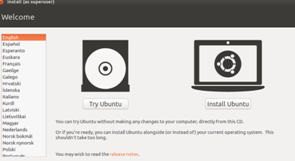 Install (as superuser)
Welcome
English
Español
Esperanto
Euskara
Français
Gaeilge
Galego
Hrvatski
Íslenska
Italiano
Kurdî
Latviski
Lietuviškai
Magyar
Nederlands
Norsk bokmål
Norsk nynorsk
Polski
Try Ubuntu
Install Ubuntu
You can try Ubuntu without making any changes to your computer, directly from this CD.
Or if you're ready, you can install Ubuntu alongside (or instead of) your current operating system. This
shouldn't take too long.
You may wish to read the release notes.